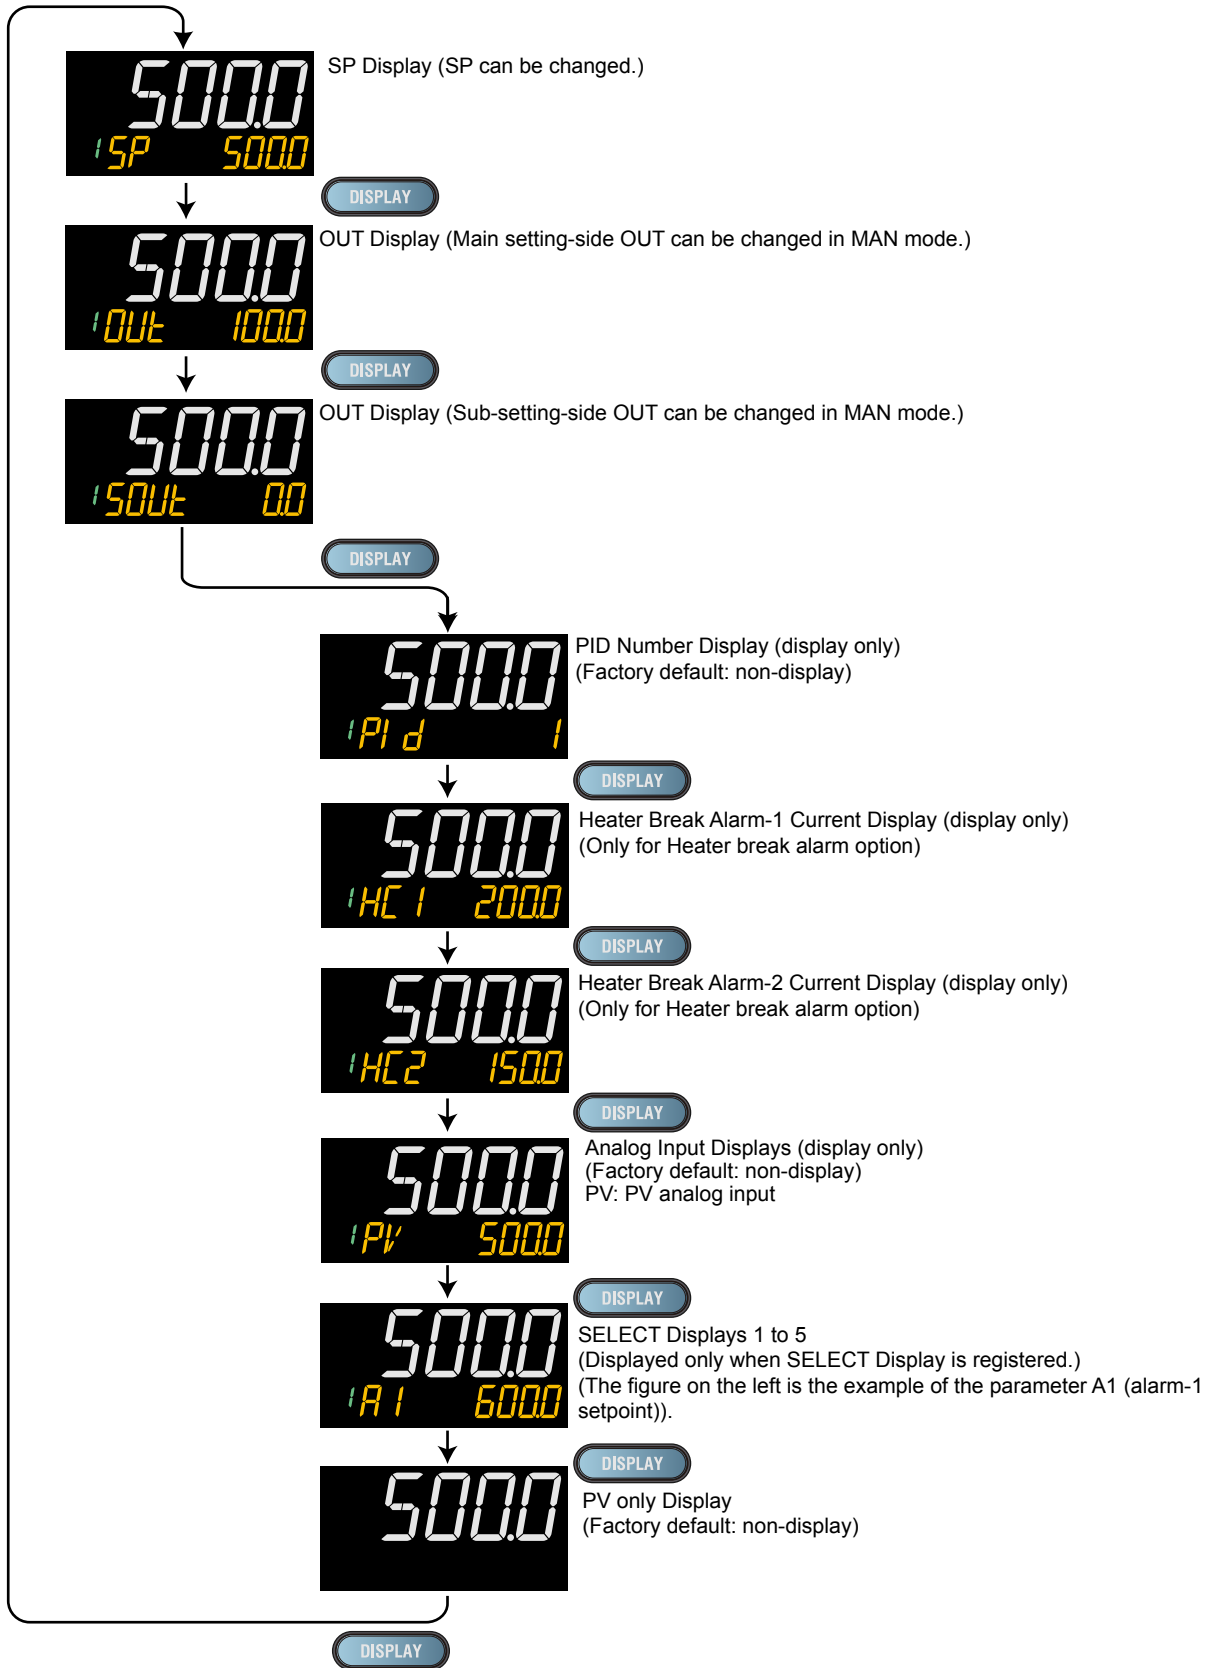 500.0
SP Display (SP can be changed.)
1 SP 500.0
DISPLAY
500.0
OUT Display (Main setting-side OUT can be changed in MAN mode.)
1 OUt 100.0
DISPLAY
500.0
OUT Display (Sub-setting-side OUT can be changed in MAN mode.)
1 SOUt 0.0
DISPLAY
500.0
PID Number Display (display only)
(Factory default: non-display)
1 PId 1
DISPLAY
500.0
Heater Break Alarm-1 Current Display (display only)
(Only for Heater break alarm option)
1 HC1 200.0
DISPLAY
500.0
Heater Break Alarm-2 Current Display (display only)
(Only for Heater break alarm option)
1 HC2 150.0
DISPLAY
500.0
Analog Input Displays (display only)
(Factory default: non-display)
PV: PV analog input
1 PV 500.0
DISPLAY
500.0
SELECT Displays 1 to 5
(Displayed only when SELECT Display is registered.)
(The figure on the left is the example of the parameter A1 (alarm-1
setpoint)).
1 A1 600.0
DISPLAY
500.0
PV only Display
(Factory default: non-display)
DISPLAY